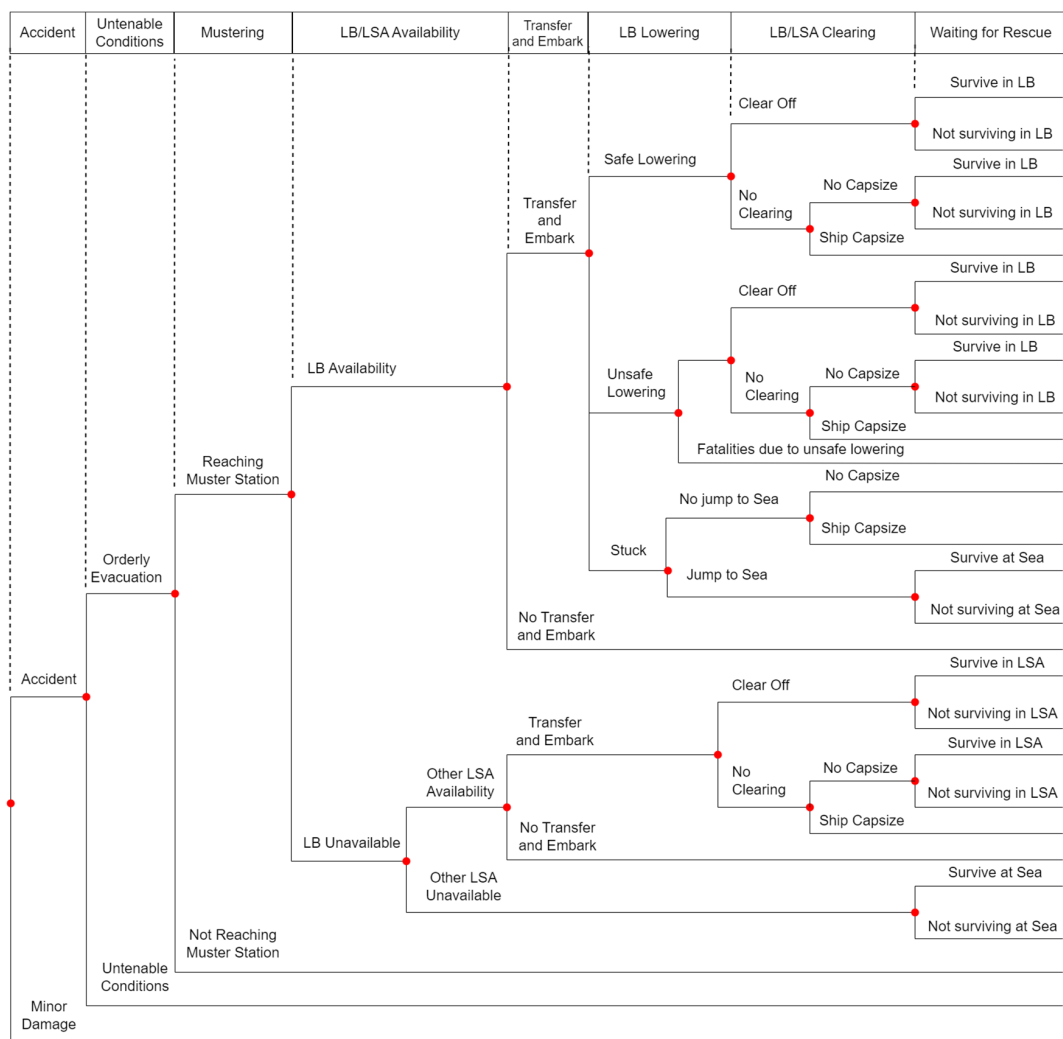 Accident
Untenable
Conditions
Mustering
LB/LSA Availability
Transfer
and Embark
LB Lowering
LB/LSA Clearing
Waiting for Rescue
Survive in LB
Clear Off
Not surviving in LB
Safe Lowering
Survive in LB
No Capsize
No
Clearing
Not surviving in LB
Transfer
and
Embark
Ship Capsize
Survive in LB
Clear Off
Not surviving in LB
Survive in LB
LB Availability
Unsafe
Lowering
No
Clearing
No Capsize
Not surviving in LB
Ship Capsize
Fatalities due to unsafe lowering
Reaching
Muster Station
No Capsize
No jump to Sea
Ship Capsize
Stuck
Orderly
Evacuation
Survive at Sea
Jump to Sea
Not surviving at Sea
No Transfer
and Embark
Survive in LSA
Accident
Clear Off
Not surviving in LSA
Transfer
and Embark
Survive in LSA
Other LSA
Availability
No
Clearing
No Capsize
Not surviving in LSA
Ship Capsize
No Transfer
and Embark
LB Unavailable
Survive at Sea
Other LSA
Unavailable
Not surviving at Sea
Not Reaching
Muster Station
Untenable
Conditions
Minor
Damage